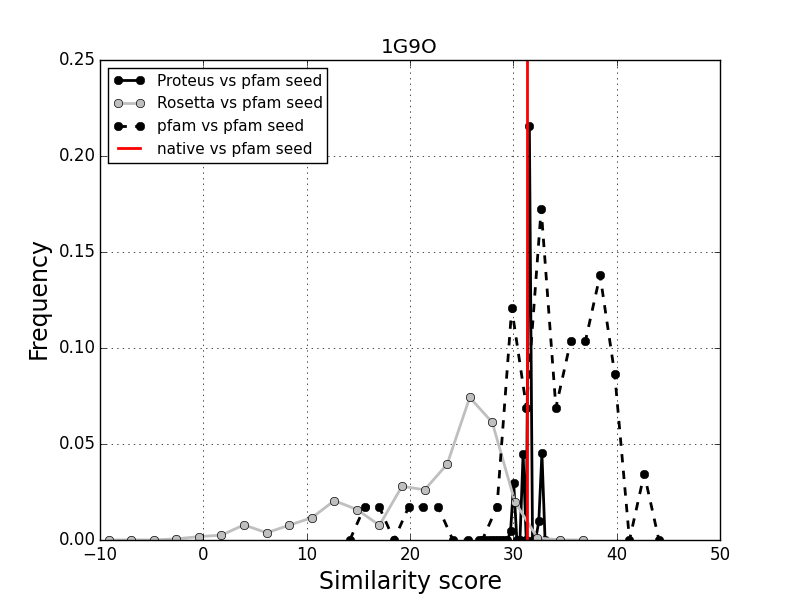 1G9O
0.25
0.20
0.15
0.10
0.05
0.00
Frequency
Proteus vs pfam seed
Rosetta vs pfam seed
pfam vs pfam seed
native vs pfam seed
−10 0 10 20 30 40 50
Similarity score